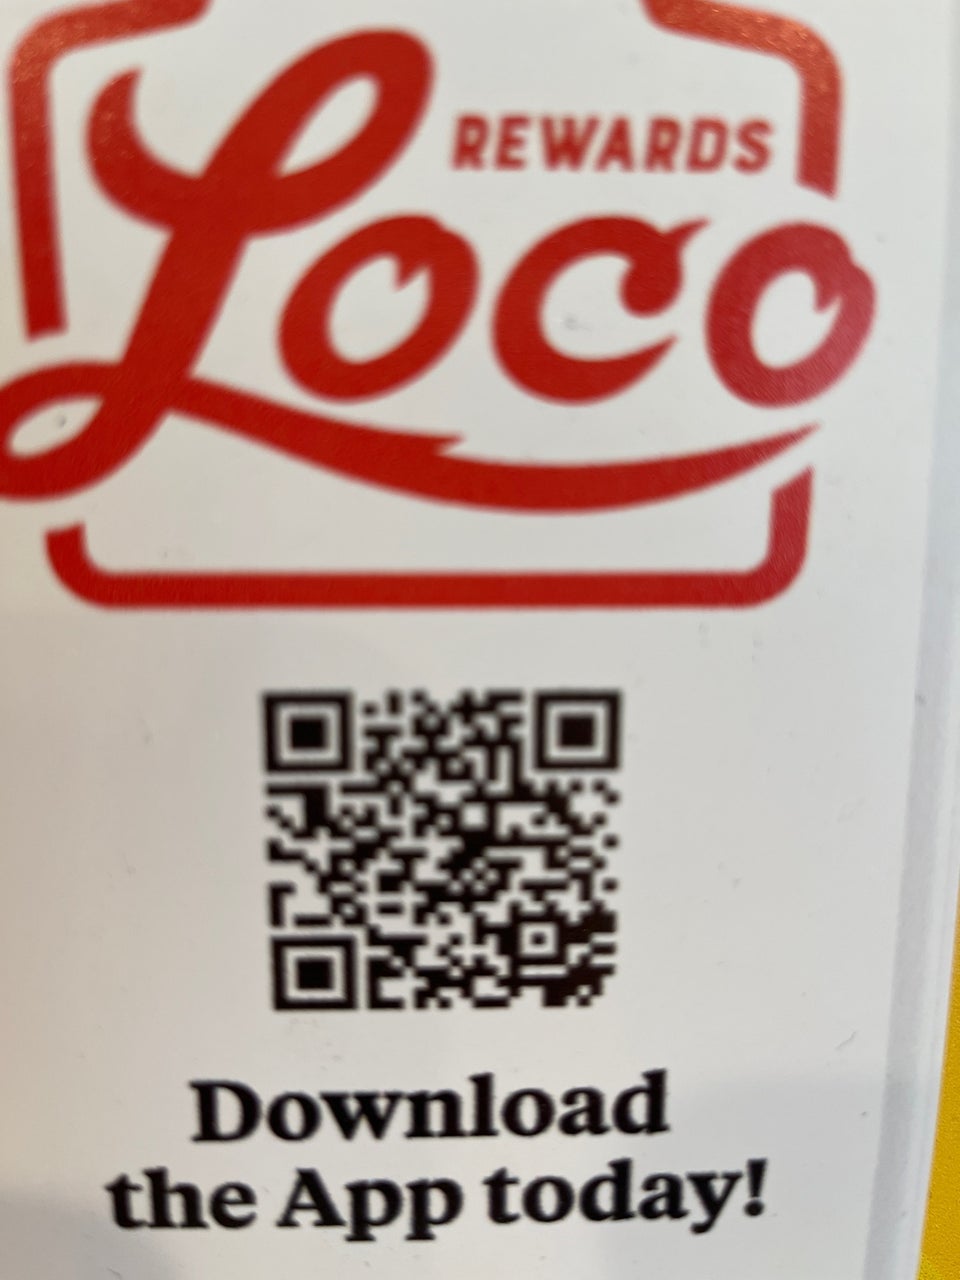 REWARDS
Loco
Download
the App today!